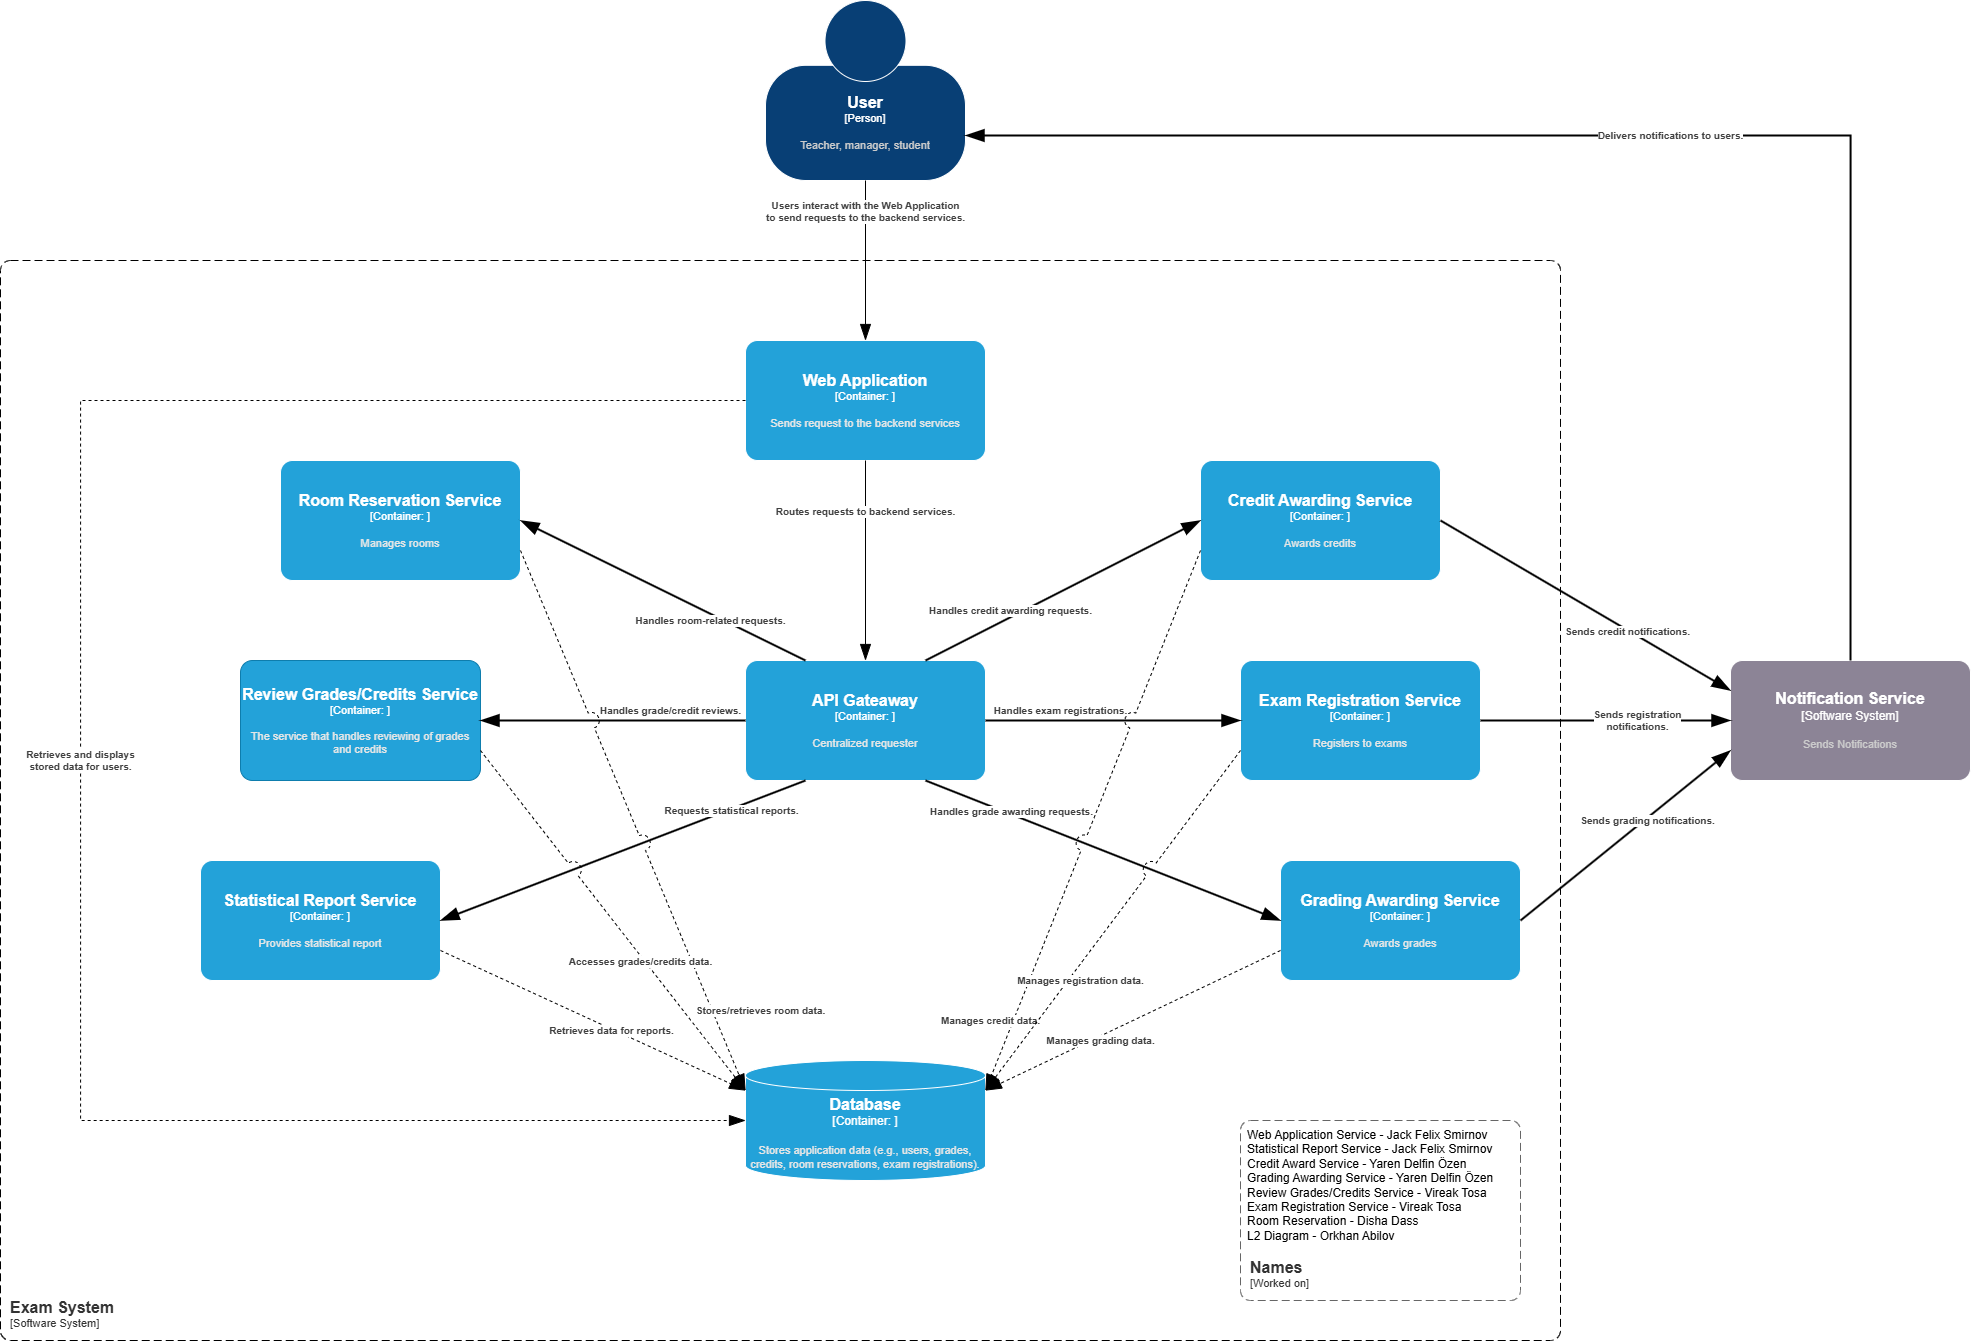 User
[Person]
Teacher, manager, student
Delivers notifications to users.
Users interact with the Web Application
to send requests to the backend services.
Web Application
[Container: ]
Sends request to the backend services
Room Reservation Service
[Container: ]
Manages rooms
Credit Awarding Service
[Container: ]
Awards credits
Routes requests to backend services.
Handles room-related requests.
Handles credit awarding requests.
Sends credit notifications.
Review Grades/Credits Service
[Container: ]
The service that handles reviewing of grades
and credits
Handles grade/credit reviews.
API Gateaway
[Container: ]
Centralized requester
Handles exam registrations.
Exam Registration Service
[Container: ]
Registers to exams
Sends registration
notifications.
Notification Service
[Software System]
Sends Notifications
Retrieves and displays
stored data for users.
Requests statistical reports.
Handles grade awarding requests.
Sends grading notifications.
Statistical Report Service
[Container: ]
Provides statistical report
Grading Awarding Service
[Container: ]
Awards grades
Accesses grades/credits data.
Manages registration data.
Stores/retrieves room data.
Manages credit data.
Retrieves data for reports.
Manages grading data.
Database
[Container: ]
Stores application data (e.g., users, grades,
credits, room reservations, exam registrations).
Web Application Service - Jack Felix Smirnov
Statistical Report Service - Jack Felix Smirnov
Credit Award Service - Yaren Delfin Özen
Grading Awarding Service - Yaren Delfin Özen
Review Grades/Credits Service - Vireak Tosa
Exam Registration Service - Vireak Tosa
Room Reservation - Disha Dass
L2 Diagram - Orkhan Abilov
Names
[Worked on]
Exam System
[Software System]